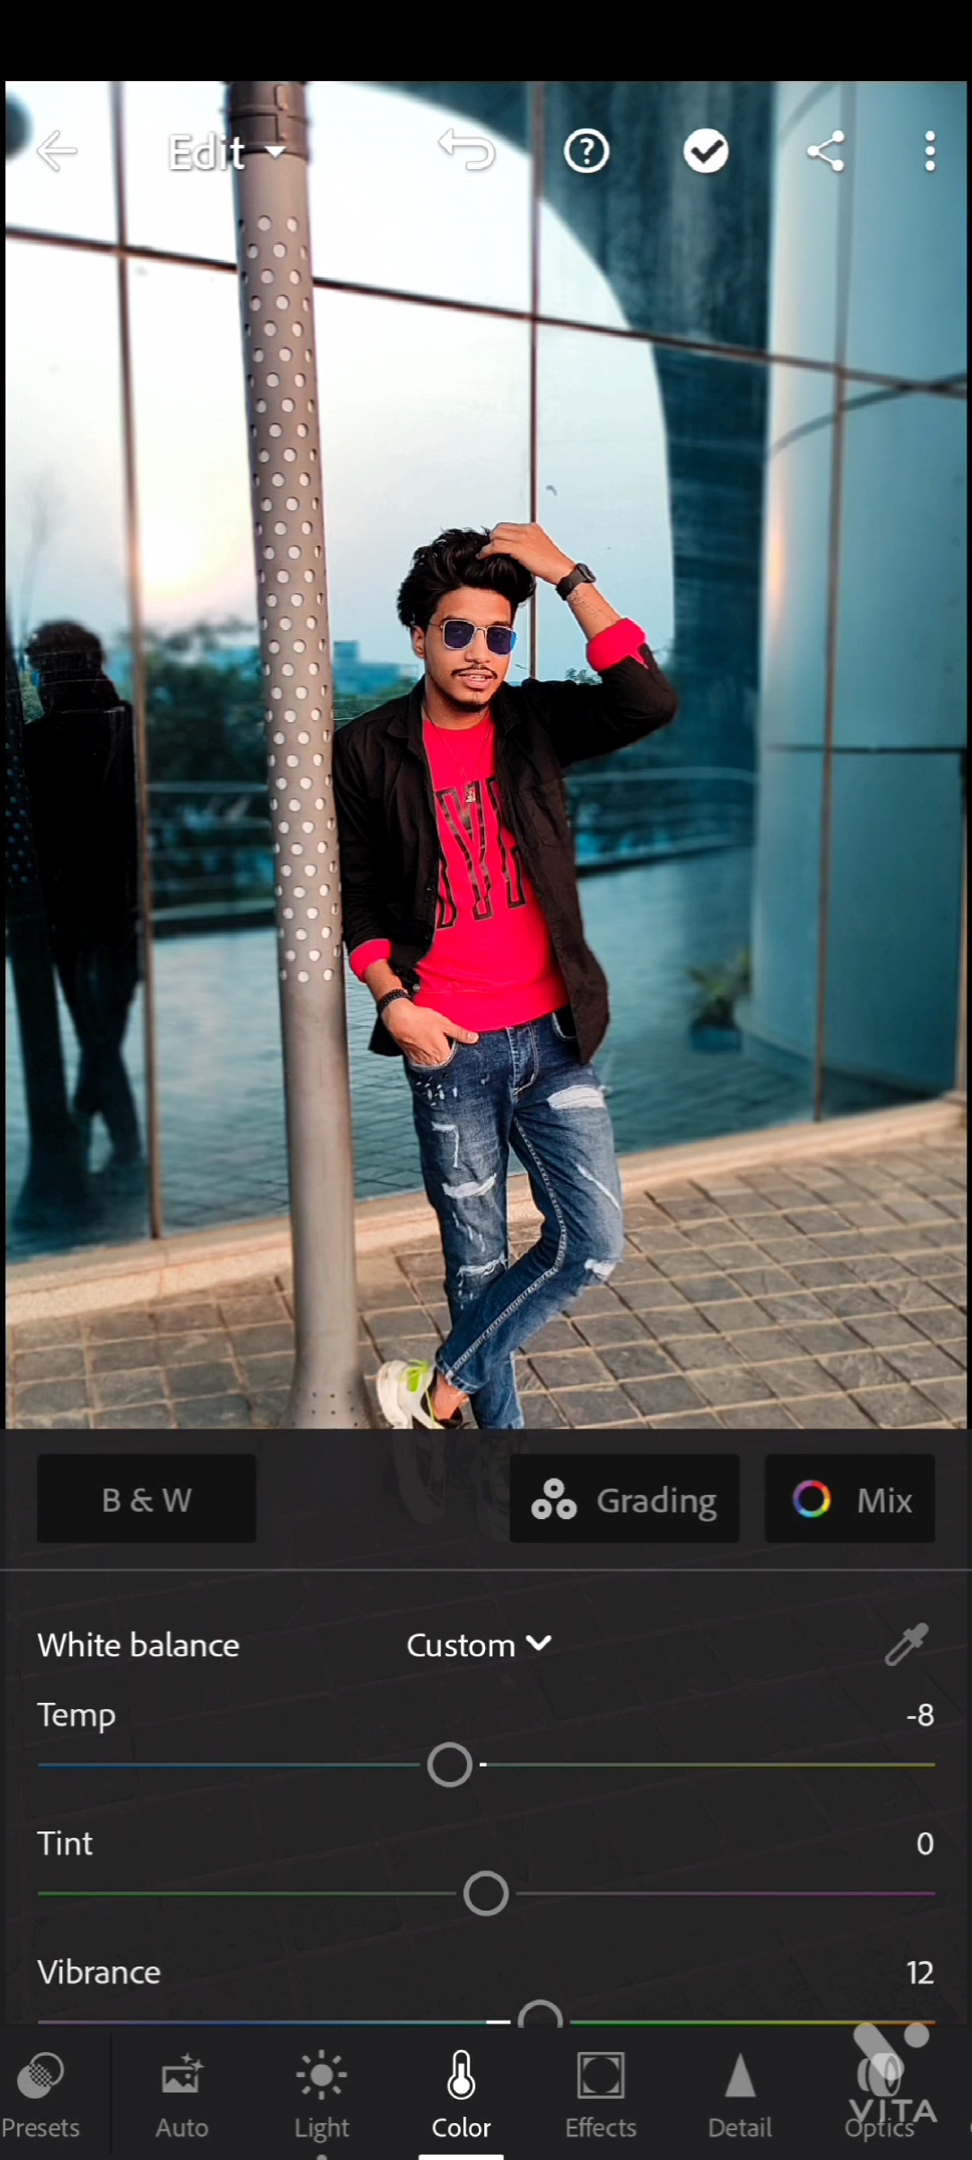 Edit
B & W
Grading
Mix
White balance
Custom
Temp
-8
Tint
0
Vibrance
12
Presets
Auto
Light
Color
Effects
Detail
Optics
VITA